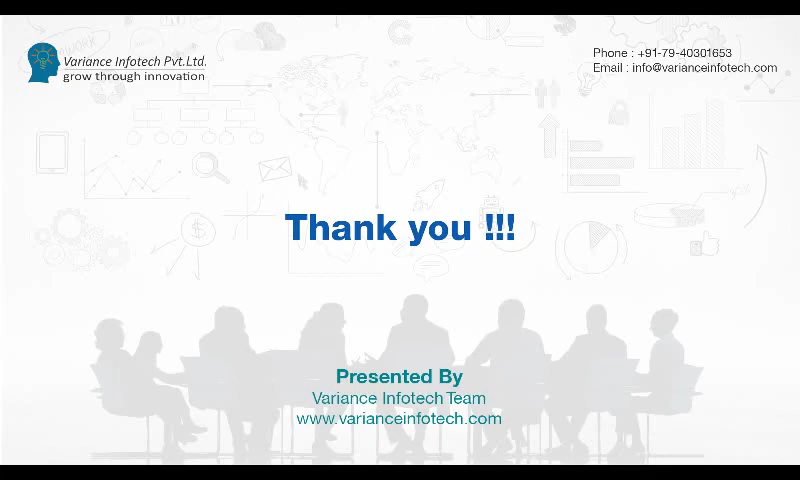 Variance Infotech Pvt.Ltd.
grow through innovation
Phone : +91-79-40301653
Email : info@varianceinfotech.com
Thank you !!!
Presented By
Variance Infotech Team
www.varianceinfotech.com